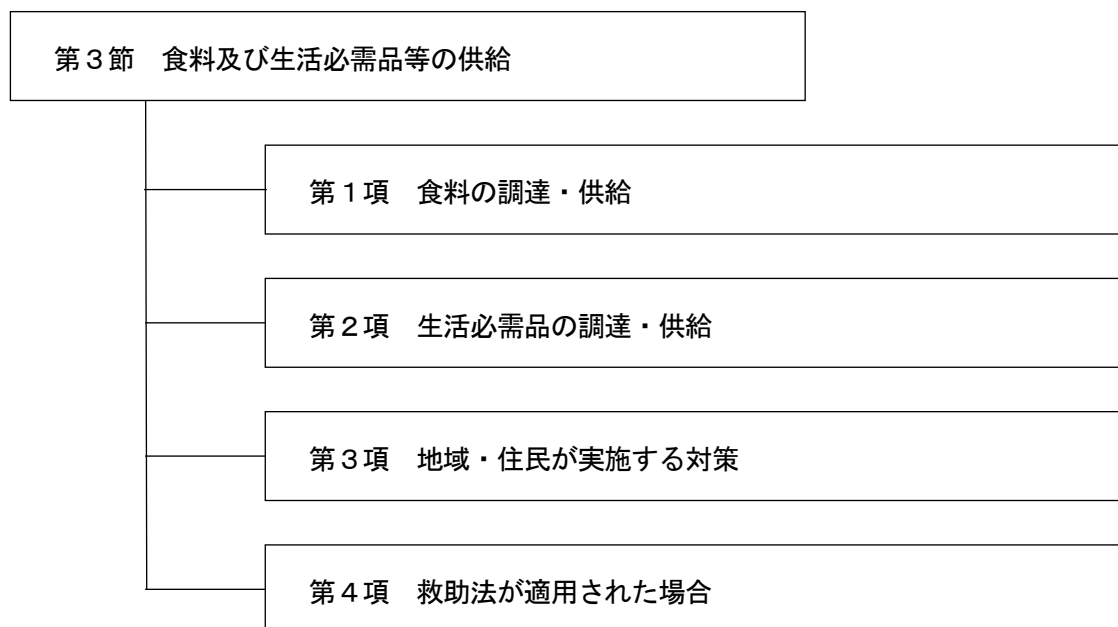 第３節　食料及び生活必需品等の供給
第１項　食料の調達・供給
第２項　生活必需品の調達・供給
第３項　地域・住民が実施する対策
第４項　救助法が適用された場合